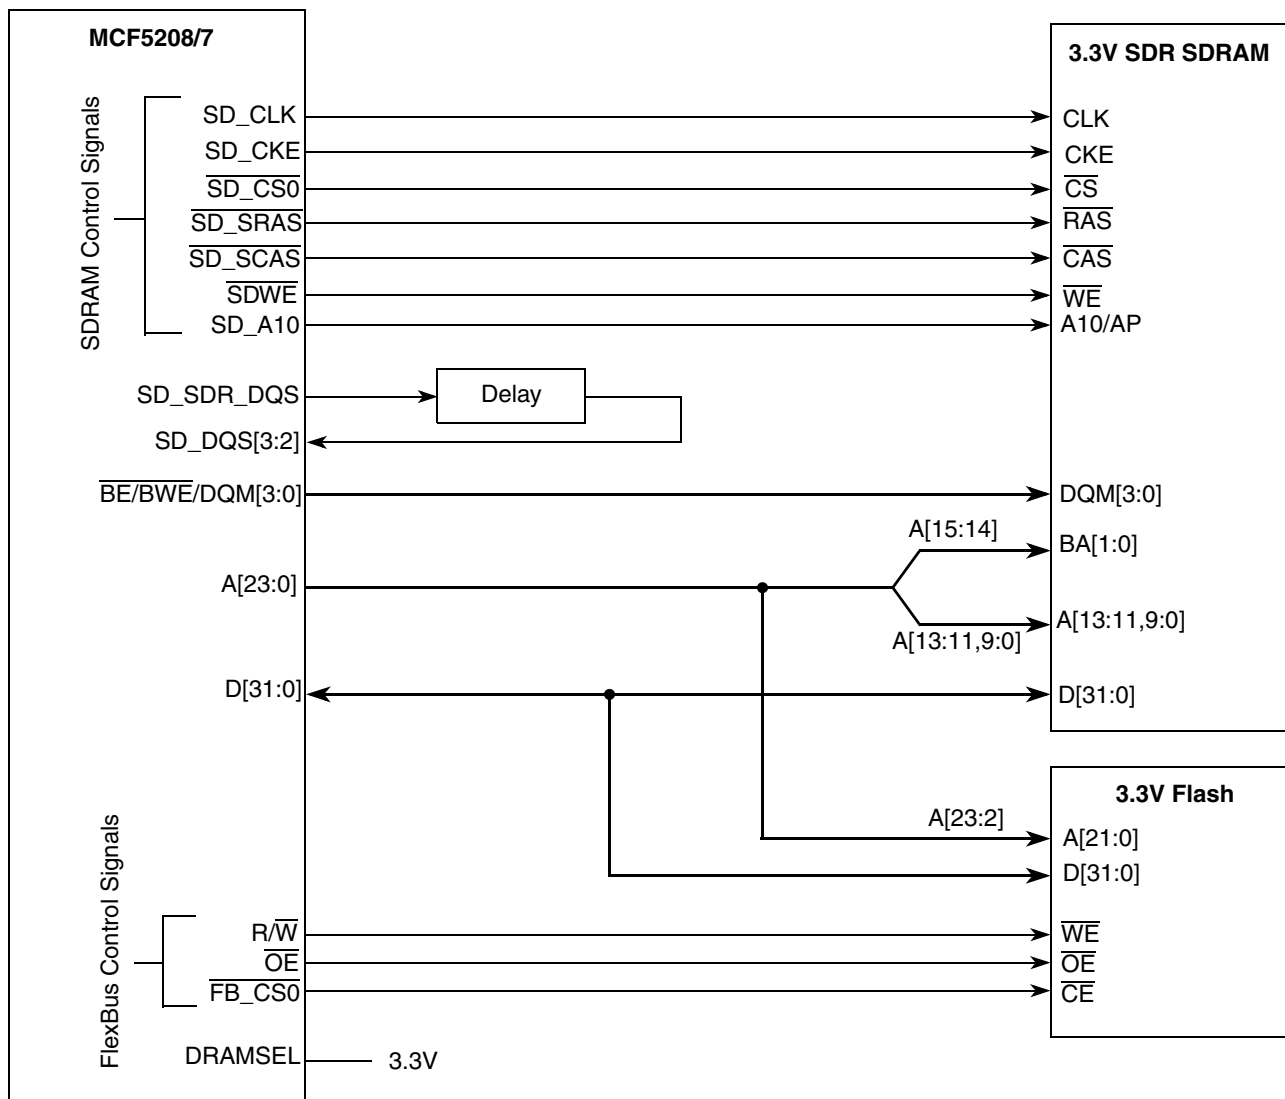 MCF5208/7
3.3V SDR SDRAM
SDRAM Control Signals
SD_CLK
CLK
SD_CKE
CKE
SD_CS0
CS
SD_SRAS
RAS
SD_SCAS
CAS
SDWE
WE
SD_A10
A10/AP
SD_SDR_DQS
Delay
SD_DQS[3:2]
BE/BWE/DQM[3:0]
DQM[3:0]
A[15:14]
BA[1:0]
A[23:0]
A[13:11,9:0]
A[13:11,9:0]
D[31:0]
D[31:0]
3.3V Flash
A[23:2]
A[21:0]
D[31:0]
FlexBus Control Signals
R/W
WE
OE
OE
FB_CS0
CE
DRAMSEL
3.3V